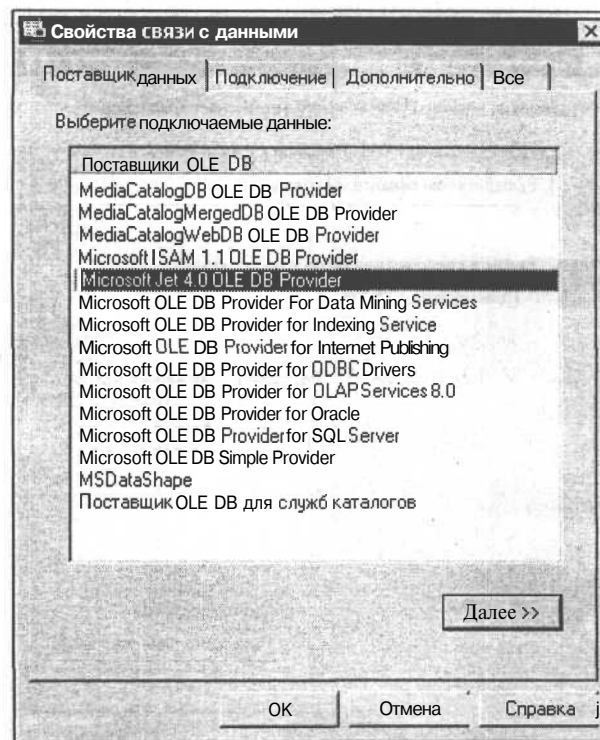 Свойства связи с данными
Поставщик данных | Подключение | Дополнительно | Все
Выберите подключаемые данные:
Поставщики OLE DB
MediaCatalogDB OLE DB Provider
MediaCatalogMergedDB OLE DB Provider
MediaCatalogWebDB OLE DB Provider
Microsoft ISAM 1.1 OLE DB Provider
Microsoft Jet 4.0 OLE DB Provider
Microsoft OLE DB Provider For Data Mining Services
Microsoft OLE DB Provider for Indexing Service
Microsoft OLE DB Provider for Internet Publishing
Microsoft OLE DB Provider for ODBC Drivers
Microsoft OLE DB Provider for OLAP Services 8.0
Microsoft OLE DB Provider for Oracle
Microsoft OLE DB Provider for SQL Server
Microsoft OLE DB Simple Provider
MSDataShape
Поставщик OLE DB для служб каталогов
Далее >>
OK Отмена Справка